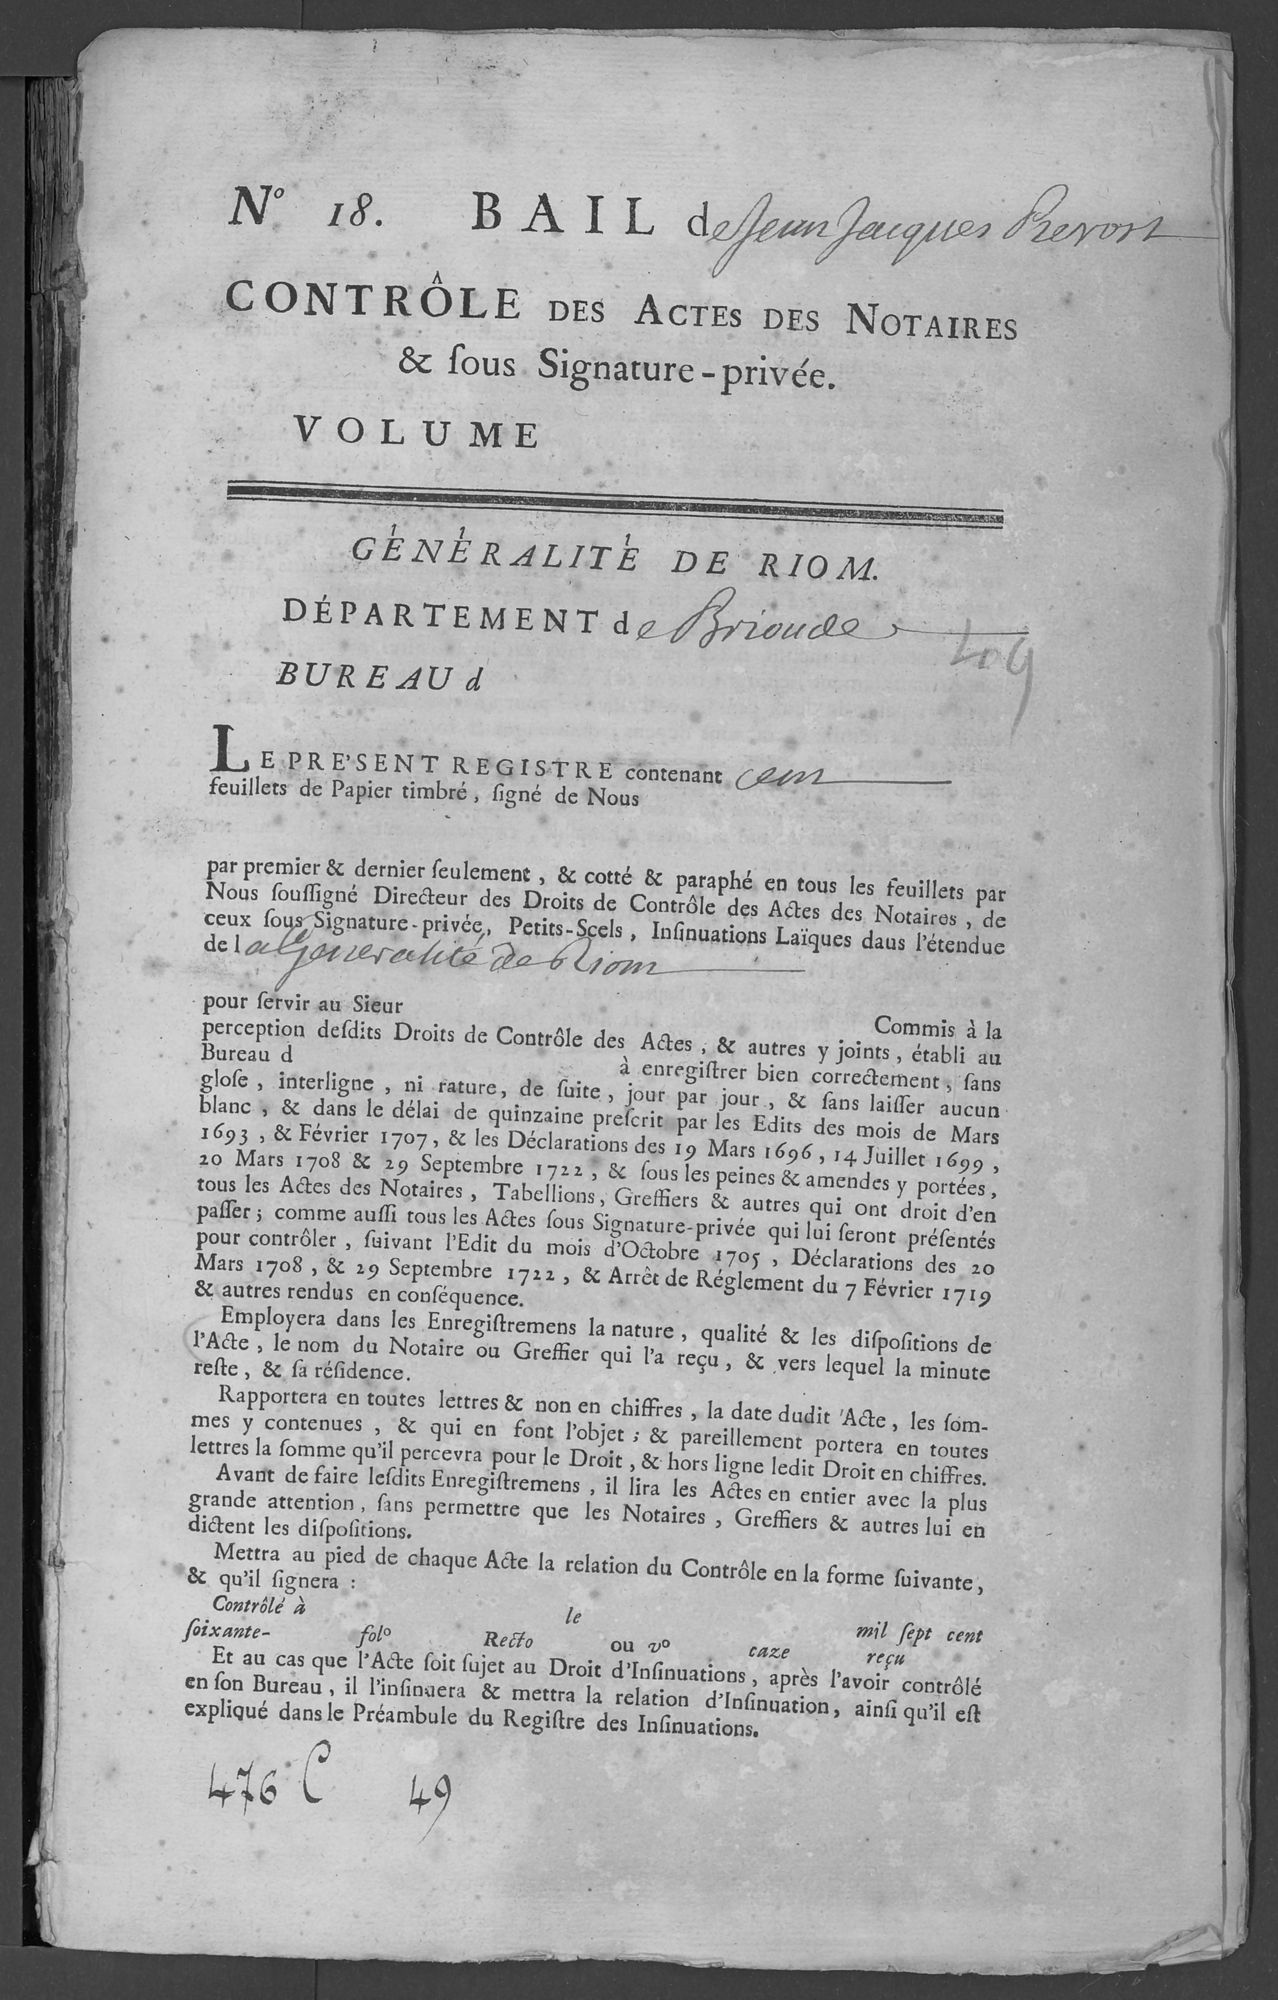 Nº 18. BAIL de Jean Jacques Prevost
CONTRÔLE DES ACTES DES NOTAIRES
& ſous Signature-privée.
VOLUME
GÉNÉRALITÉ DE RIOM.
DÉPARTEMENT de Brioude
109
BUREAU d
LE PRE'SENT REGISTRE contenant cent
feuillets de Papier timbré, ſigné de Nous
par premier & dernier ſeulement, & cotté & paraphé en tous les feuillets par
Nous ſouſſigné Directeur des Droits de Contrôle des Actes des Notaires, de
ceux ſous Signature-privée, Petits-Scels, Inſinuations Laïques daus l'étendue
de la Generalité de Riom
pour ſervir au Sieur Commis à la
perception deſdits Droits de Contrôle des Actes, & autres y joints, établi au
Bureau d à enregiſtrer bien correctement, ſans
gloſe, interligne, ni rature, de ſuite, jour par jour, & ſans laiſſer aucun
blanc, & dans le délai de quinzaine preſcrit par les Edits des mois de Mars
1693, & Février 1707, & les Déclarations des 19 Mars 1696, 14 Juillet 1699,
20 Mars 1708 & 29 Septembre 1722, & ſous les peines & amendes y portées,
tous les Actes des Notaires, Tabellions, Greffiers & autres qui ont droit d'en
paſſer; comme auſſi tous les Actes ſous Signature-privée qui lui ſeront préſentés
pour contrôler, ſuivant l'Edit du mois d'Octobre 1705, Déclarations des 20
Mars 1708, & 29 Septembre 1722, & Arrêt de Réglement du 7 Février 1719
& autres rendus en conſéquence.
Employera dans les Enregiſtremens la nature, qualité & les diſpoſitions de
l'Acte, le nom du Notaire ou Greffier qui l'a reçu, & vers lequel la minute
reſte, & ſa réſidence.
Rapportera en toutes lettres & non en chiffres, la date dudit Acte, les ſom-
mes y contenues, & qui en font l'objet; & pareillement portera en toutes
lettres la ſomme qu'il percevra pour le Droit, & hors ligne ledit Droit en chiffres.
Avant de faire leſdits Enregiſtremens, il lira les Actes en entier avec la plus
grande attention, ſans permettre que les Notaires, Greffiers & autres lui en
dictent les diſpoſitions.
Mettra au pied de chaque Acte la relation du Contrôle en la forme ſuivante,
& qu'il ſignera :
Contrôlé à le mil ſept cent
ſoixante- folº Recto ou vº caze reçu
Et au cas que l'Acte ſoit ſujet au Droit d'Inſinuations, après l'avoir contrôlé
en ſon Bureau, il l'inſinuera & mettra la relation d'Inſinuation, ainſi qu'il eſt
expliqué dans le Préambule du Regiſtre des Inſinuations.
476 C 49